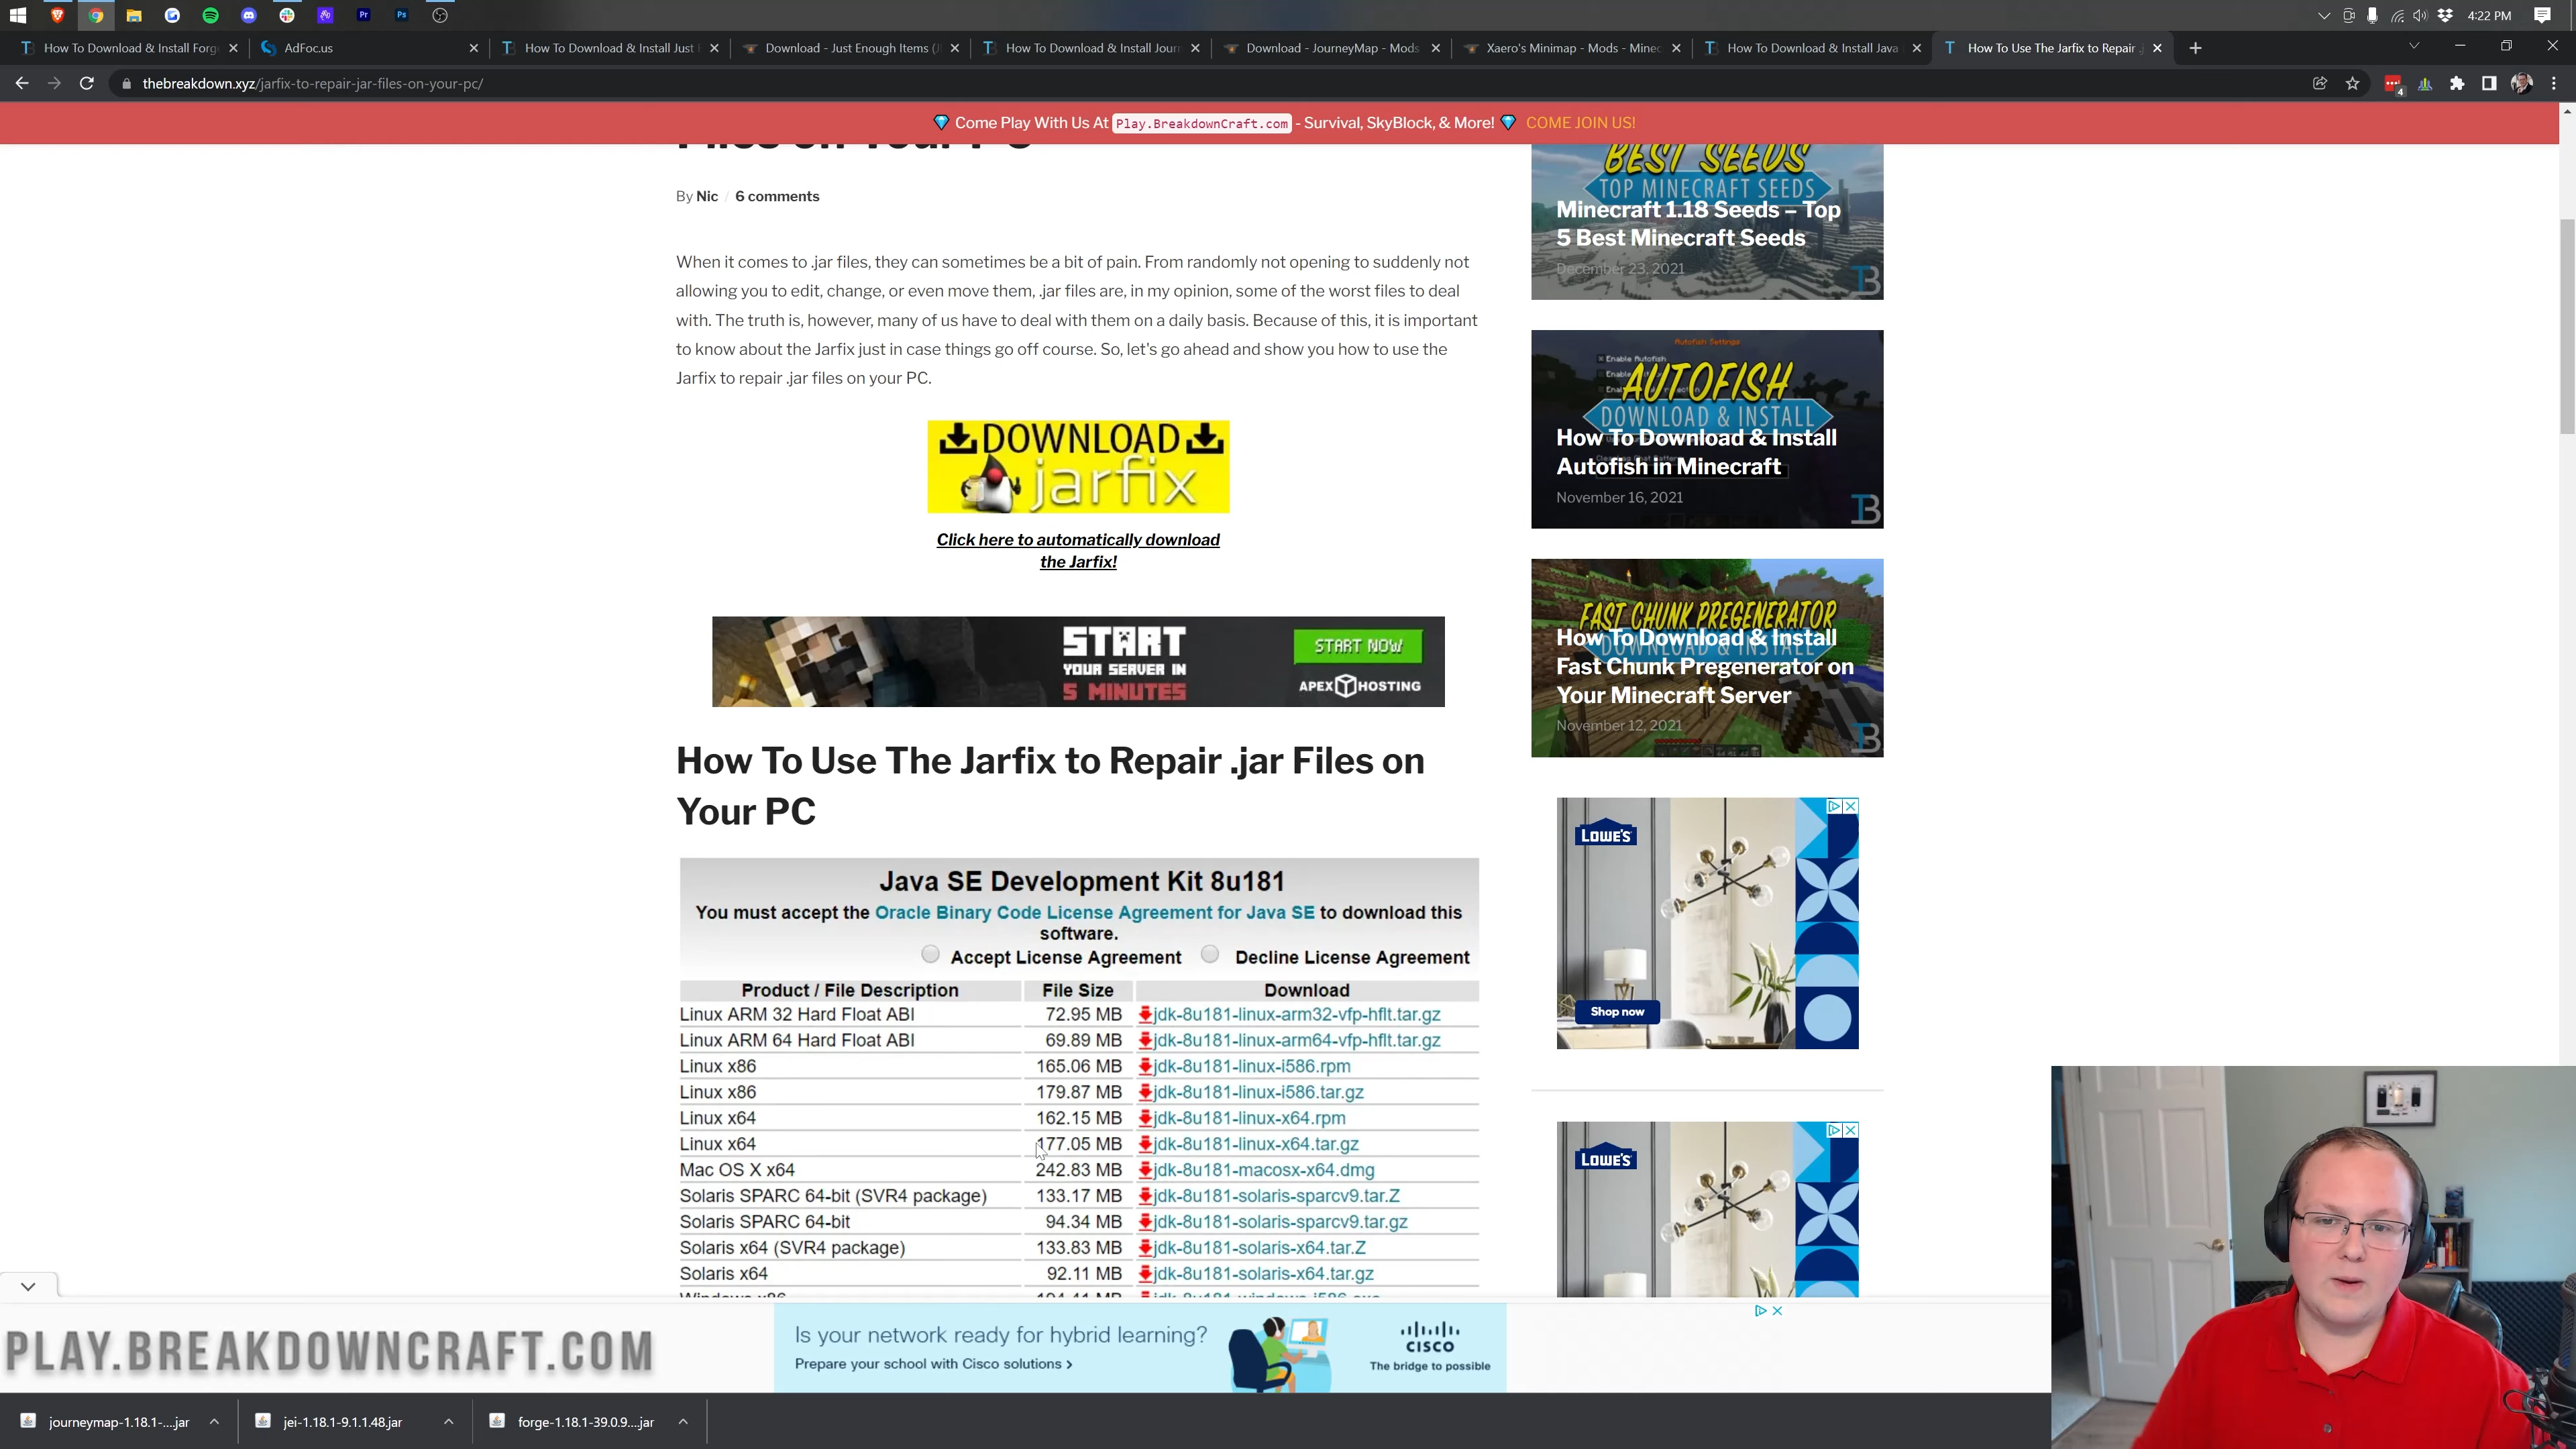 4:22 PM
How To Download & Install Forg
AdFoc.us
How To Download & Install Just
Download - Just Enough Items (J
How To Download & Install Jour
Download - JourneyMap - Mods
Xaero's Minimap - Mods - Minec
How To Download & Install Java
How To Use The Jarfix to Repair .
thebreakdown.xyz/jarfix-to-repair-jar-files-on-your-pc/
4
Come Play With Us At Play.BreakdownCraft.com - Survival, SkyBlock, & More! COME JOIN US!
Files on Your PC
By Nic / 6 comments
When it comes to .jar files, they can sometimes be a bit of pain. From randomly not opening to suddenly not
allowing you to edit, change, or even move them, .jar files are, in my opinion, some of the worst files to deal
with. The truth is, however, many of us have to deal with them on a daily basis. Because of this, it is important
to know about the Jarfix just in case things go off course. So, let's go ahead and show you how to use the
Jarfix to repair .jar files on your PC.
DOWNLOAD
jarfix
Click here to automatically download
the Jarfix!
START
YOUR SERVER IN
5 MINUTES
START NOW
APEX HOSTING
How To Use The Jarfix to Repair .jar Files on
Your PC
Java SE Development Kit 8u181
You must accept the Oracle Binary Code License Agreement for Java SE to download this
software.
Accept License Agreement Decline License Agreement
Product / File Description File Size Download
Linux ARM 32 Hard Float ABI 72.95 MB jdk-8u181-linux-arm32-vfp-hflt.tar.gz
Linux ARM 64 Hard Float ABI 69.89 MB jdk-8u181-linux-arm64-vfp-hflt.tar.gz
Linux x86 165.06 MB jdk-8u181-linux-i586.rpm
Linux x86 179.87 MB jdk-8u181-linux-i586.tar.gz
Linux x64 162.15 MB jdk-8u181-linux-x64.rpm
Linux x64 177.05 MB jdk-8u181-linux-x64.tar.gz
Mac OS X x64 242.83 MB jdk-8u181-macosx-x64.dmg
Solaris SPARC 64-bit (SVR4 package) 133.17 MB jdk-8u181-solaris-sparcv9.tar.Z
Solaris SPARC 64-bit 94.34 MB jdk-8u181-solaris-sparcv9.tar.gz
Solaris x64 (SVR4 package) 133.83 MB jdk-8u181-solaris-x64.tar.Z
Solaris x64 92.11 MB jdk-8u181-solaris-x64.tar.gz
BEST SEEDS
TOP MINECRAFT SEEDS
Minecraft 1.18 Seeds – Top
5 Best Minecraft Seeds
December 23, 2021
Autofish Settings
Enable Autofish
AUTOFISH
DOWNLOAD & INSTALL
How To Download & Install
Autofish in Minecraft
November 16, 2021
FAST CHUNK PREGENERATOR
How To Download & Install
Fast Chunk Pregenerator on
Your Minecraft Server
November 12, 2021
LOWE'S
Shop now
LOWE'S
PLAY.BREAKDOWNCRAFT.COM
Is your network ready for hybrid learning?
Prepare your school with Cisco solutions >
CISCO
The bridge to possible
journeymap-1.18.1-....jar
jei-1.18.1-9.1.1.48.jar
forge-1.18.1-39.0.9....jar